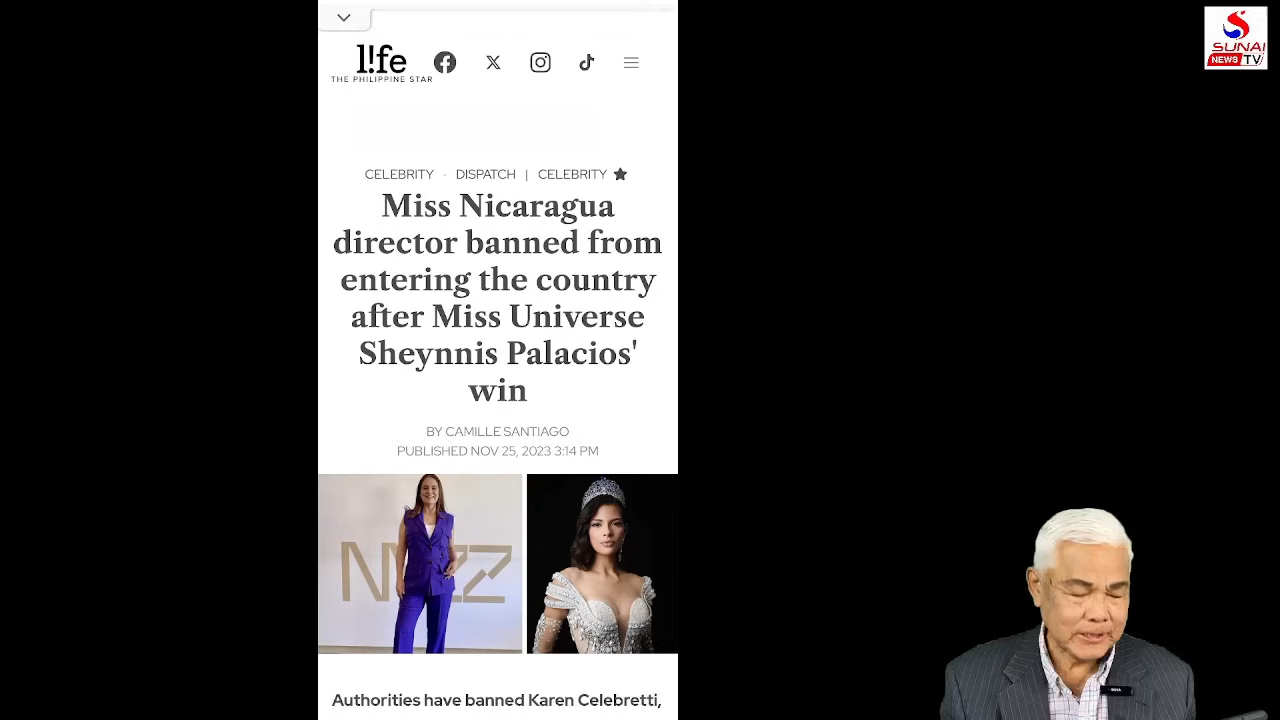 l!fe
THE PHILIPPINE STAR
SUNAI
NEWS TV
CELEBRITY · DISPATCH | CELEBRITY ★
Miss Nicaragua
director banned from
entering the country
after Miss Universe
Sheynnis Palacios'
win
BY CAMILLE SANTIAGO
PUBLISHED NOV 25, 2023 3:14 PM
Authorities have banned Karen Celebretti,